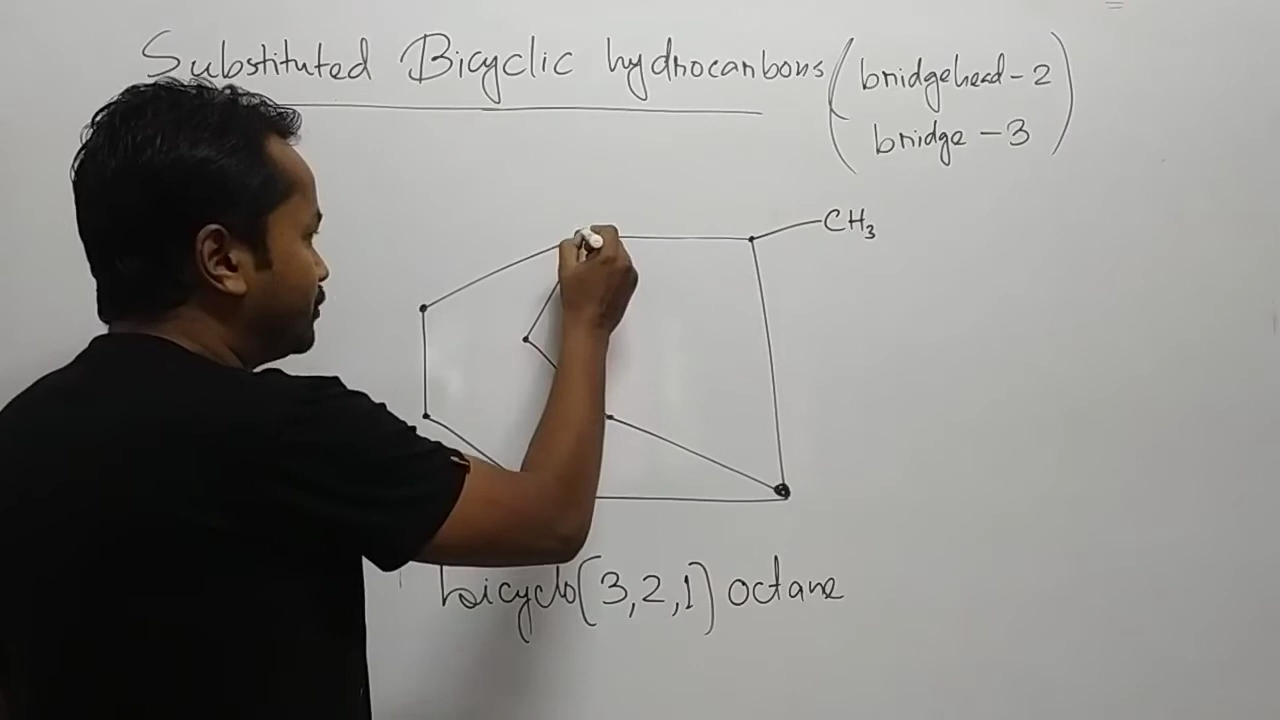 Substituted Bicyclic hydrocarbons (bridgehead - 2
bridge - 3)
CH3
bicyclo(3,2,1) octane